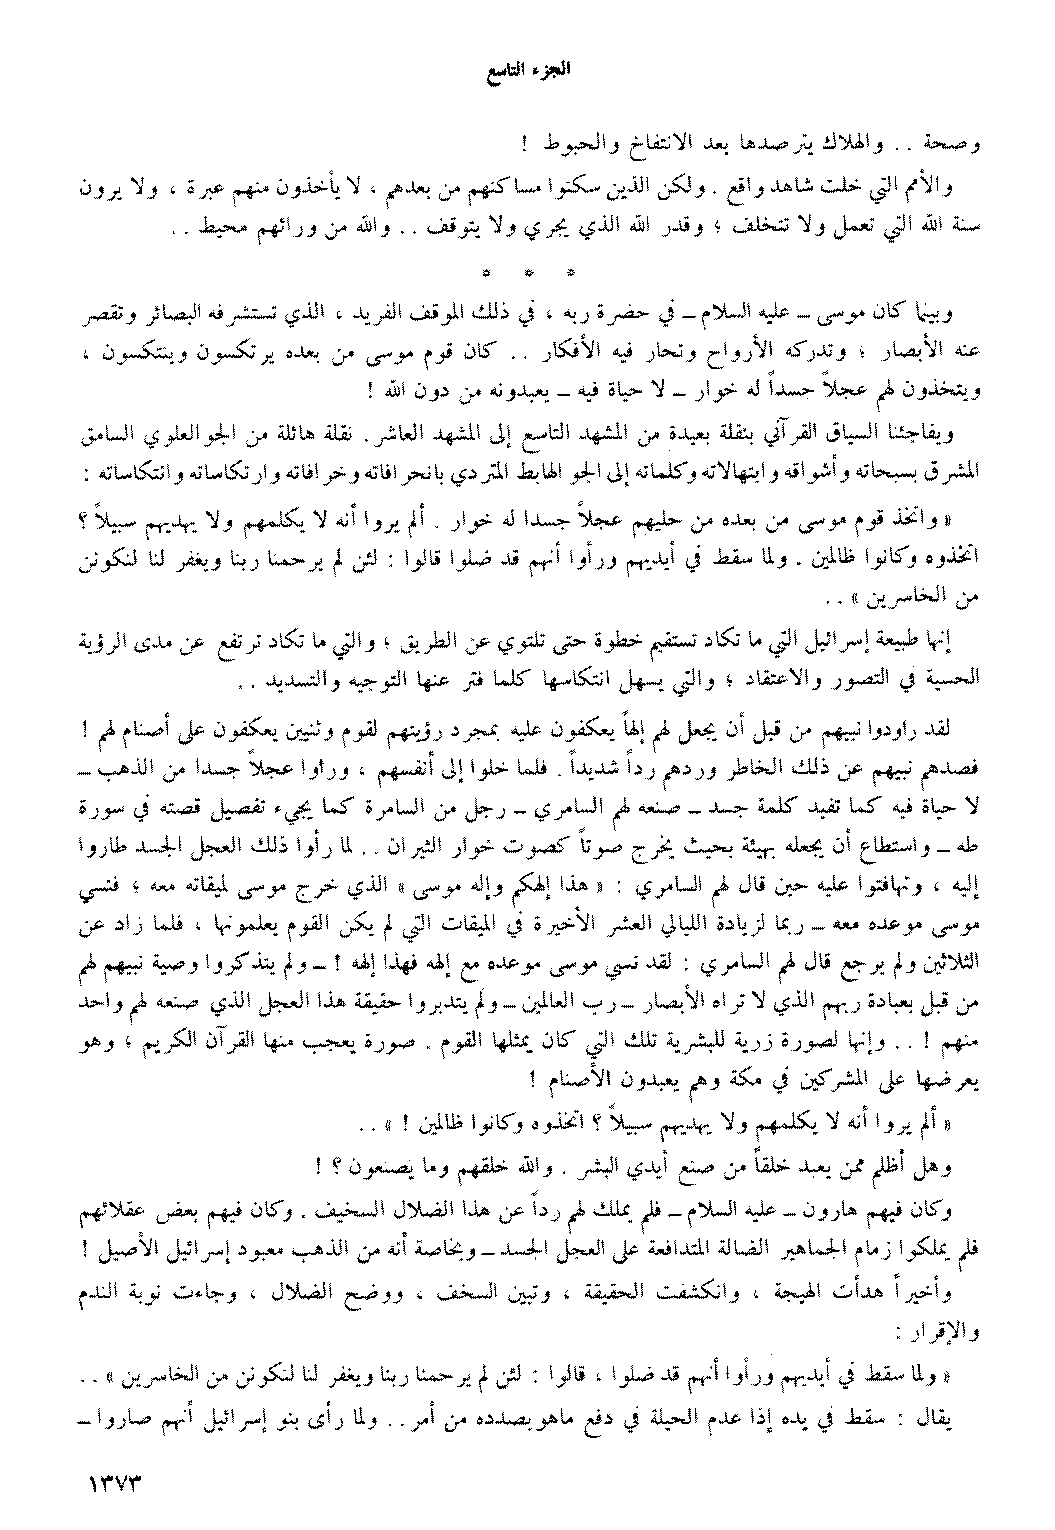 الجزء التاسع
وصحة . . والهلاك يترصدها بعد الانتفاخ والحبوط !
والأمم التي خلت شاهد واقع . ولكن الذين سكنوا مساكنهم من بعدهم ، لا يأخذون منهم عبرة ، ولا يرون
سنة الله التي تعمل ولا تتخلف ؛ وقدر الله الذي يجري ولا يتوقف . . والله من ورائهم محيط . .
* * *
وبينما كان موسى – عليه السلام – في حضرة ربه ، في ذلك الموقف الفريد ، الذي تستشرفه البصائر وتقصر
عنه الأبصار ؛ وتدركه الأرواح وتحار فيه الأفكار . . كان قوم موسى من بعده يرتكسون وينتكسون ،
ويتخذون لهم عجلاً جسداً له خوار – لا حياة فيه – يعبدونه من دون الله !
ويفاجئنا السياق القرآني بنقلة بعيدة من المشهد التاسع إلى المشهد العاشر. نقلة هائلة من الجو العلوي السامق
المشرق بسبحاته وأشواقه وابتهالاته وكلماته إلى الجو الهابط المتردي بانحرافاته وخرافاته وارتكاساته وانتكاساته :
« واتخذ قوم موسى من بعده من حليهم عجلاً جسدا له خوار . ألم يروا أنه لا يكلمهم ولا يهديهم سبيلاً ؟
اتخذوه وكانوا ظالمين . ولما سقط في أيديهم ورأوا أنهم قد ضلوا قالوا : لئن لم يرحمنا ربنا ويغفر لنا لنكونن
من الخاسرين » . .
إنها طبيعة إسرائيل التي ما تكاد تستقيم خطوة حتى تلتوي عن الطريق ؛ والتي ما تكاد ترتفع عن مدى الرؤية
الحسية في التصور والاعتقاد ؛ والتي يسهل انتكاسها كلما فتر عنها التوجيه والتسديد . .
لقد راودوا نبيهم من قبل أن يجعل لهم إلهاً يعكفون عليه بمجرد رؤيتهم لقوم وثنيين يعكفون على أصنام لهم !
فصدهم نبيهم عن ذلك الخاطر وردهم رداً شديداً . فلما خلوا إلى أنفسهم ، ورأوا عجلاً جسدا من الذهب –
لا حياة فيه كما تفيد كلمة جسد – صنعه لهم السامري – رجل من السامرة كما يجيء تفصيل قصته في سورة
طه – واستطاع أن يجعله بهيئة بحيث يخرج صوتاً كصوت خوار الثيران . . لما رأوا ذلك العجل الجسد طاروا
إليه ، وتهافتوا عليه حين قال لهم السامري : « هذا إلهكم وإله موسى » الذي خرج موسى لميقاته معه ؛ فنسي
موسى موعده معه – ربما لزيادة الليالي العشر الأخيرة في الميقات التي لم يكن القوم يعلمونها ، فلما زاد عن
الثلاثين ولم يرجع قال لهم السامري : لقد نسي موسى موعده مع إلهه فهذا إلهه ! – ولم يتذكروا وصية نبيهم لهم
من قبل بعبادة ربهم الذي لا تراه الأبصار – رب العالمين – ولم يتدبروا حقيقة هذا العجل الذي صنعه لهم واحد
منهم ! . . وإنها لصورة زرية للبشرية تلك التي كان يمثلها القوم . صورة يعجب منها القرآن الكريم ؛ وهو
يعرضها على المشركين في مكة وهم يعبدون الأصنام !
« ألم يروا أنه لا يكلمهم ولا يهديهم سبيلاً ؟ اتخذوه وكانوا ظالمين ! » . .
وهل أظلم ممن يعبد خلقاً من صنع أيدي البشر . والله خلقهم وما يصنعون ؟ !
وكان فيهم هارون – عليه السلام – فلم يملك لهم رداً عن هذا الضلال السخيف . وكان فيهم بعض عقلائهم
فلم يملكوا زمام الجماهير الضالة المتدافعة على العجل الجسد – وبخاصة أنه من الذهب معبود إسرائيل الأصيل !
وأخيراً هدأت الهيجة ، وانكشفت الحقيقة ، وتبين السخف ، ووضح الضلال ، وجاءت نوبة الندم
والإقرار :
« ولما سقط في أيديهم ورأوا أنهم قد ضلوا ، قالوا : لئن لم يرحمنا ربنا ويغفر لنا لنكونن من الخاسرين » . .
يقال : سقط في يده إذا عدم الحيلة في دفع ماهو بصدده من أمر . . ولما رأى بنو إسرائيل أنهم صاروا –
١٣٧٣